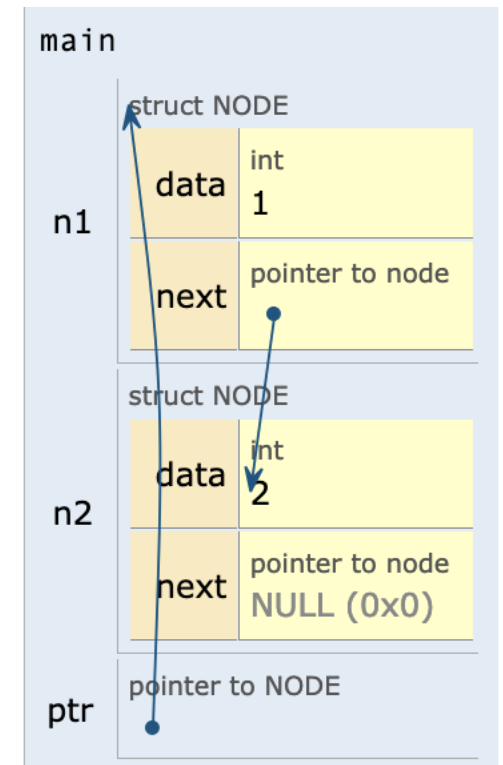 main
struct NODE
int
data
1
n1
pointer to node
next
struct NODE
int
data
2
n2
pointer to node
next
NULL (0x0)
pointer to NODE
ptr